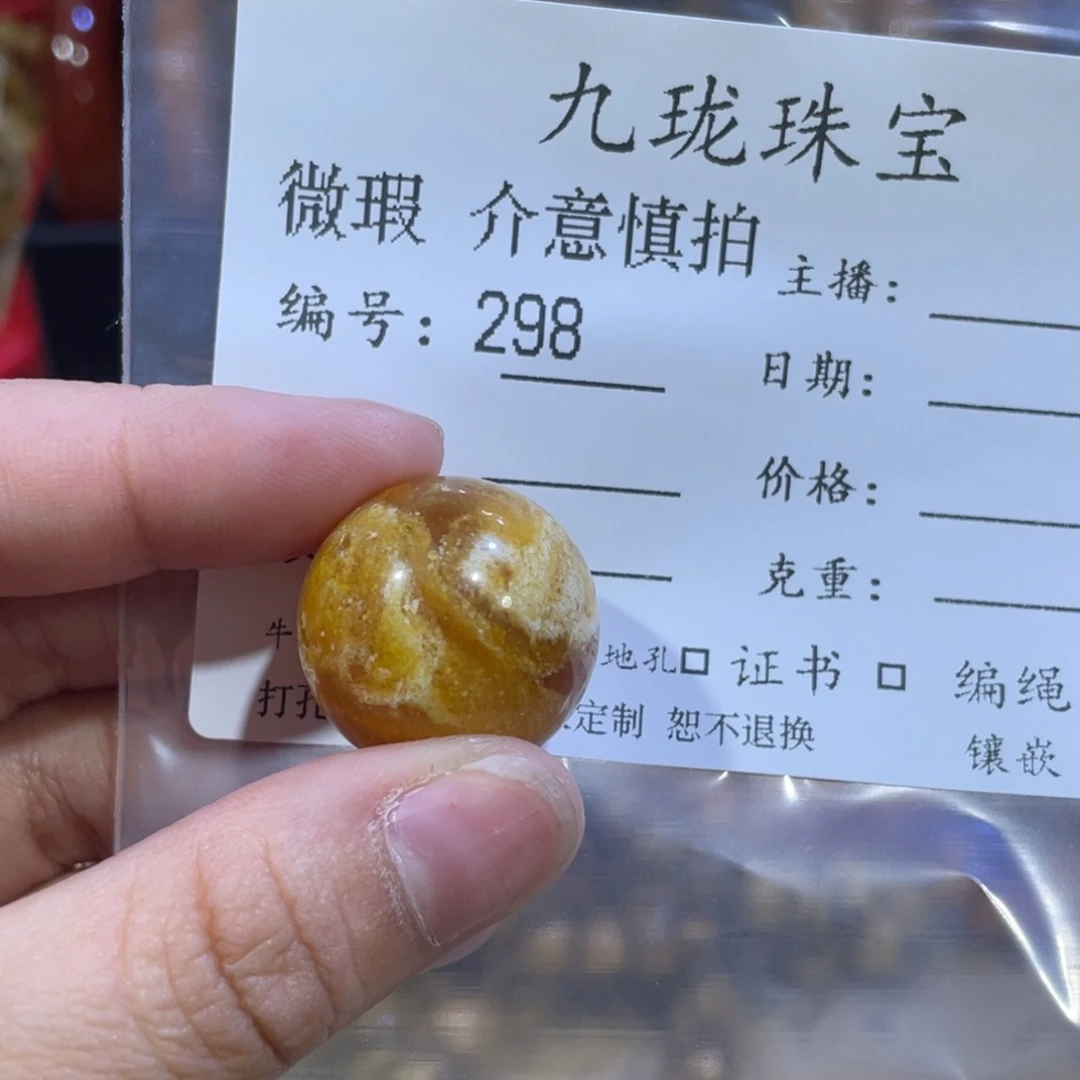 九珑珠宝
微瑕 介意慎拍
主播：
编号：298
日期：
价格：
克重：
牛
地孔□ 证书 □ 编绳
打孔
定制 恕不退换
镶嵌